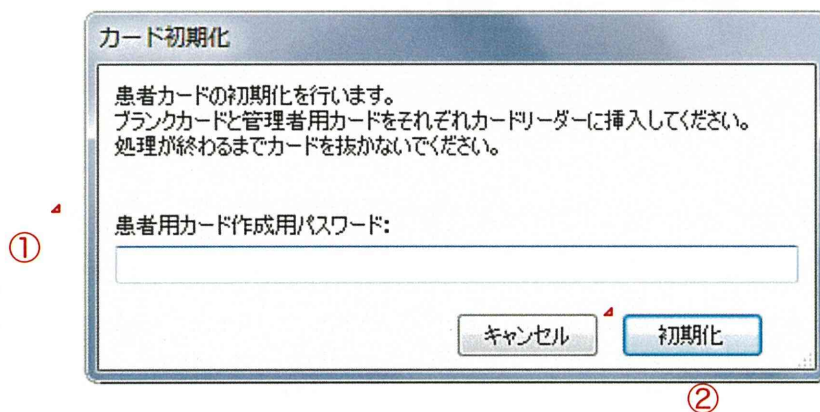 カード初期化
患者カードの初期化を行います。
ブランクカードと管理者用カードをそれぞれカードリーダーに挿入してください。
処理が終わるまでカードを抜かないでください。
患者用カード作成用パスワード:
①
キャンセル
初期化
②